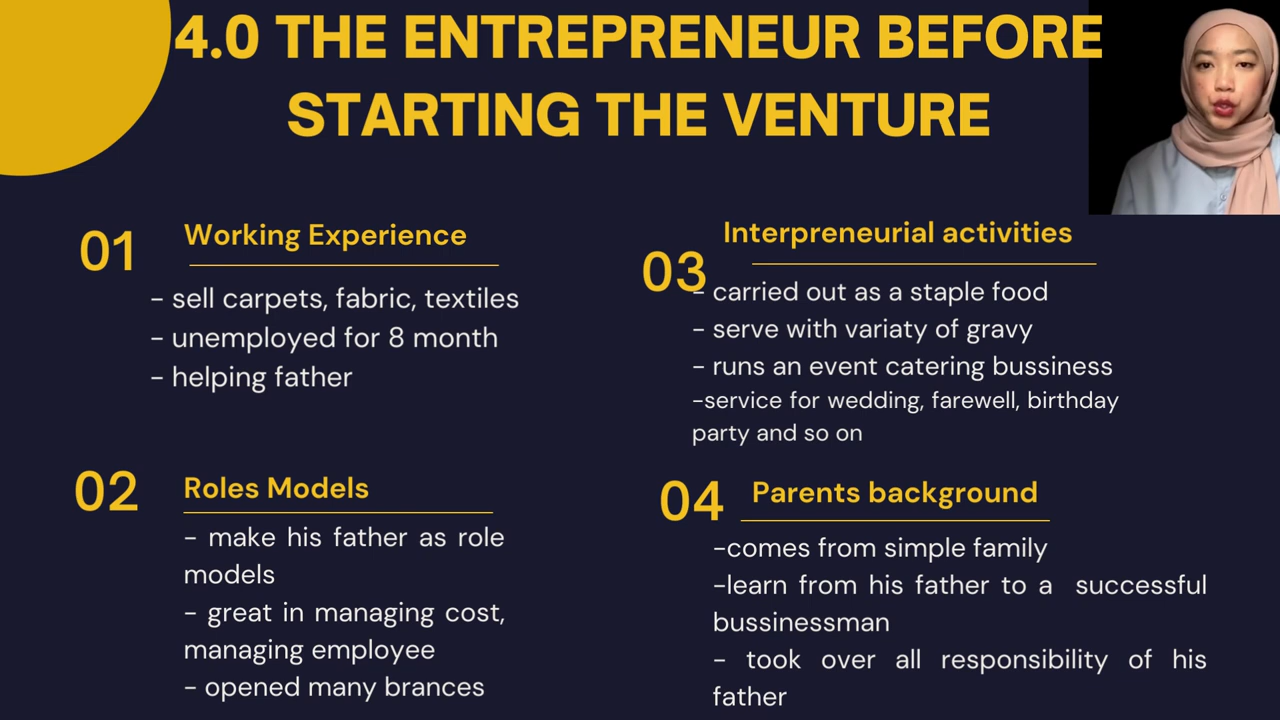 4.0 THE ENTREPRENEUR BEFORE
STARTING THE VENTURE
01
Working Experience
- sell carpets, fabric, textiles
- unemployed for 8 month
- helping father
02
Roles Models
- make his father as role
models
- great in managing cost,
managing employee
- opened many brances
03
Interpreneurial activities
- carried out as a staple food
- serve with variaty of gravy
- runs an event catering bussiness
-service for wedding, farewell, birthday
party and so on
04
Parents background
-comes from simple family
-learn from his father to a successful
bussinessman
- took over all responsibility of his
father